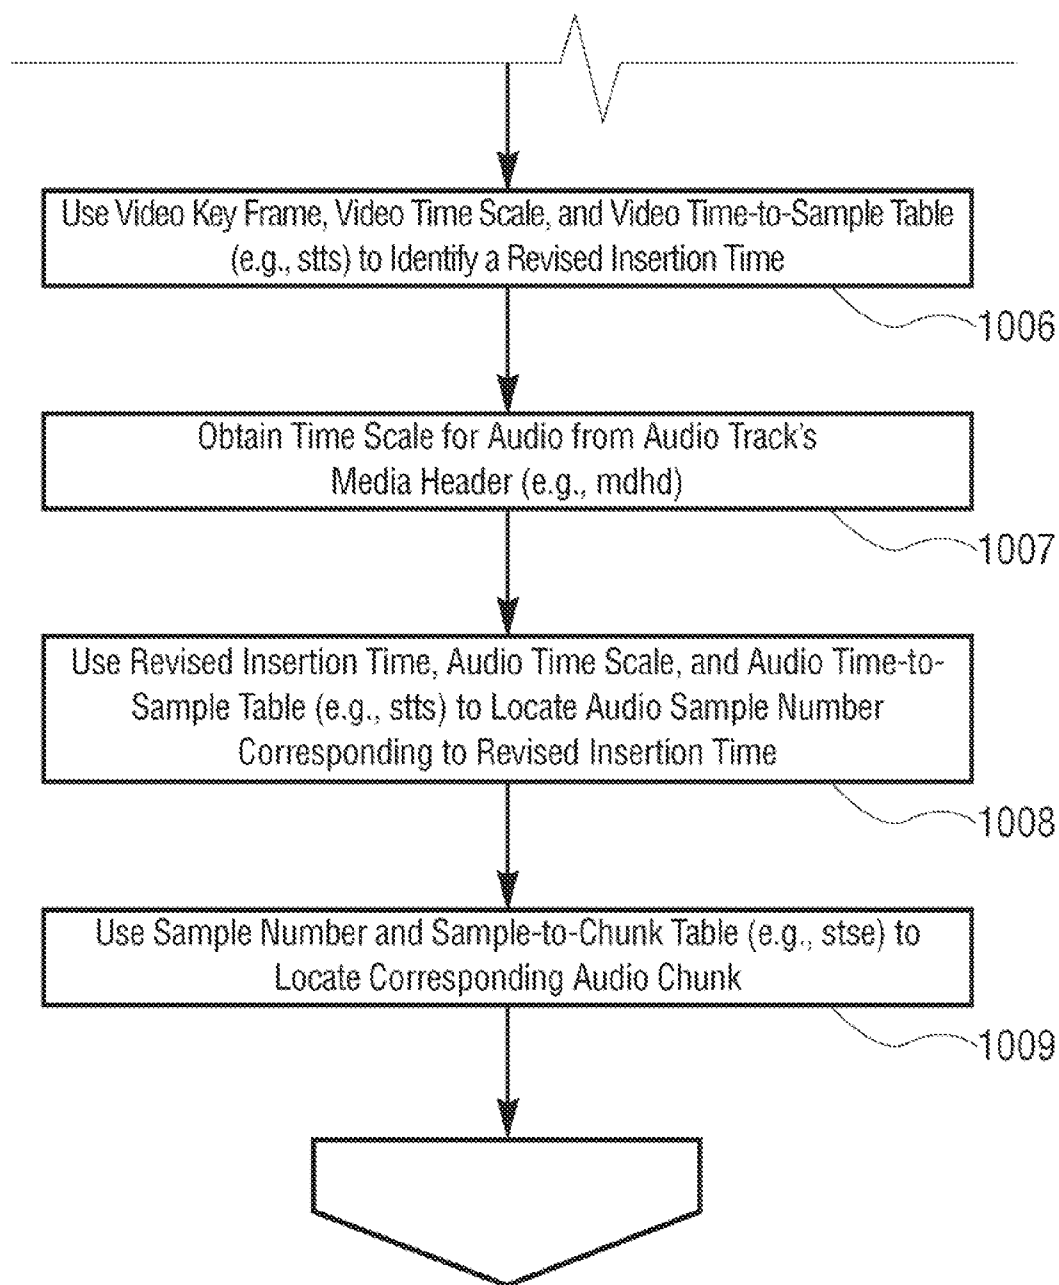 Use Video Key Frame, Video Time Scale, and Video Time-to-Sample Table
(e.g., stts) to Identify a Revised Insertion Time
1006
Obtain Time Scale for Audio from Audio Track's
Media Header (e.g., mdhd)
1007
Use Revised Insertion Time, Audio Time Scale, and Audio Time-to-
Sample Table (e.g., stts) to Locate Audio Sample Number
Corresponding to Revised Insertion Time
1008
Use Sample Number and Sample-to-Chunk Table (e.g., stse) to
Locate Corresponding Audio Chunk
1009